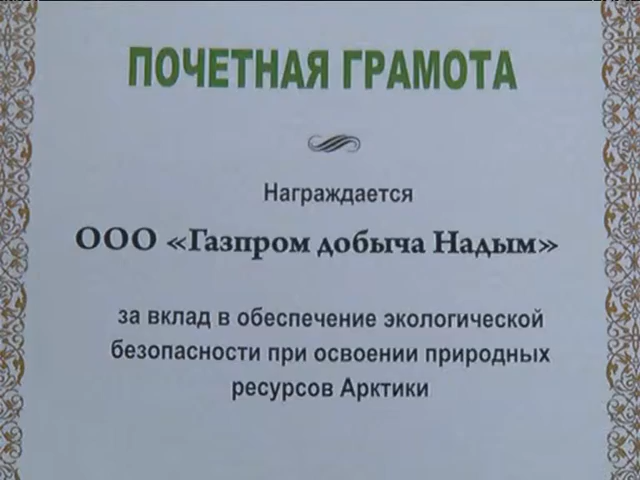 ПОЧЕТНАЯ ГРАМОТА
Награждается
ООО «Газпром добыча Надым»
за вклад в обеспечение экологической
безопасности при освоении природных
ресурсов Арктики